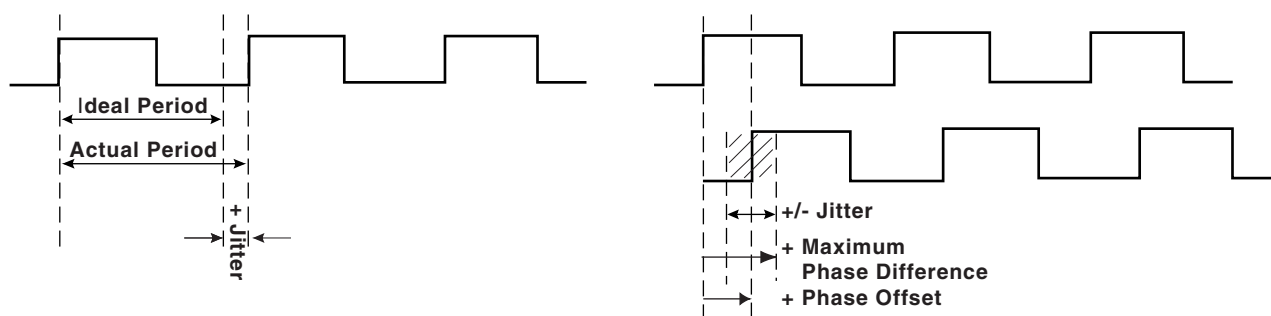 Ideal Period
Actual Period
+ Jitter
+/- Jitter
+ Maximum
Phase Difference
+ Phase Offset